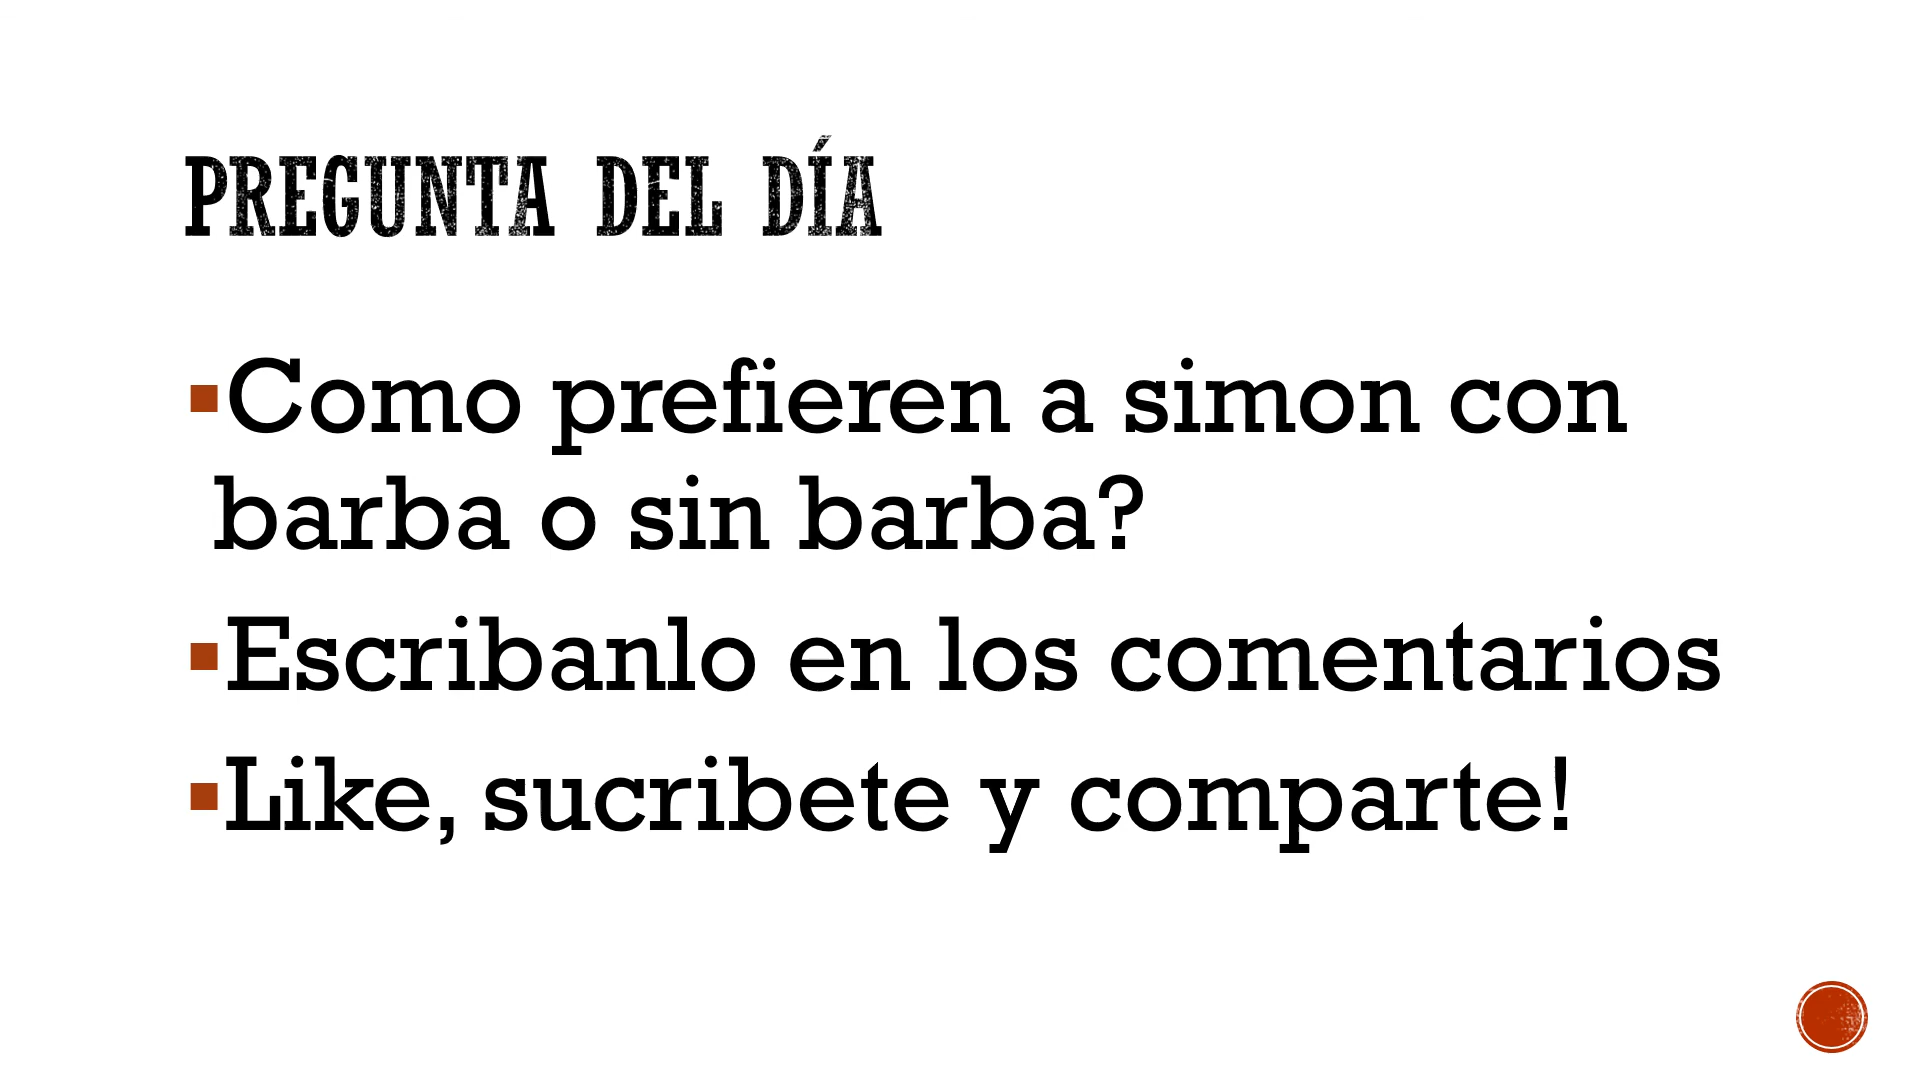 PREGUNTA DEL DÍA
▪Como prefieren a simon con
barba o sin barba?
▪Escribanlo en los comentarios
▪Like, sucribete y comparte!